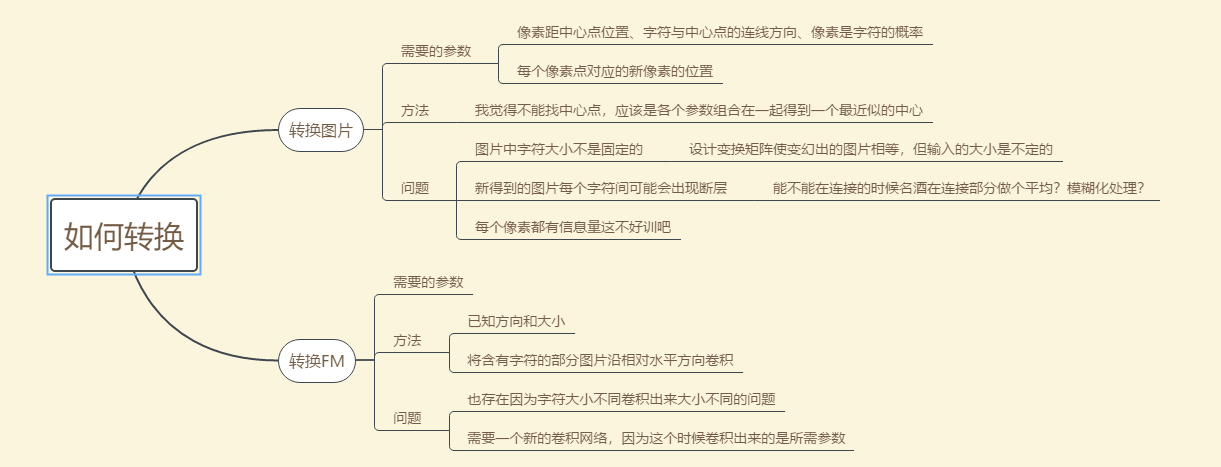 如何转换
转换图片
需要的参数
像素距中心点位置、字符与中心点的连线方向、像素是字符的概率
每个像素点对应的新像素的位置
方法
我觉得不能找中心点，应该是各个参数组合在一起得到一个最近似的中心
问题
图片中字符大小不是固定的
设计变换矩阵使变幻出的图片相等，但输入的大小是不定的
新得到的图片每个字符间可能会出现断层
能不能在连接的时候名酒在连接部分做个平均？模糊化处理？
每个像素都有信息量这不好训吧
转换FM
需要的参数
方法
已知方向和大小
将含有字符的部分图片沿相对水平方向卷积
问题
也存在因为字符大小不同卷积出来大小不同的问题
需要一个新的卷积网络，因为这个时候卷积出来的是所需参数